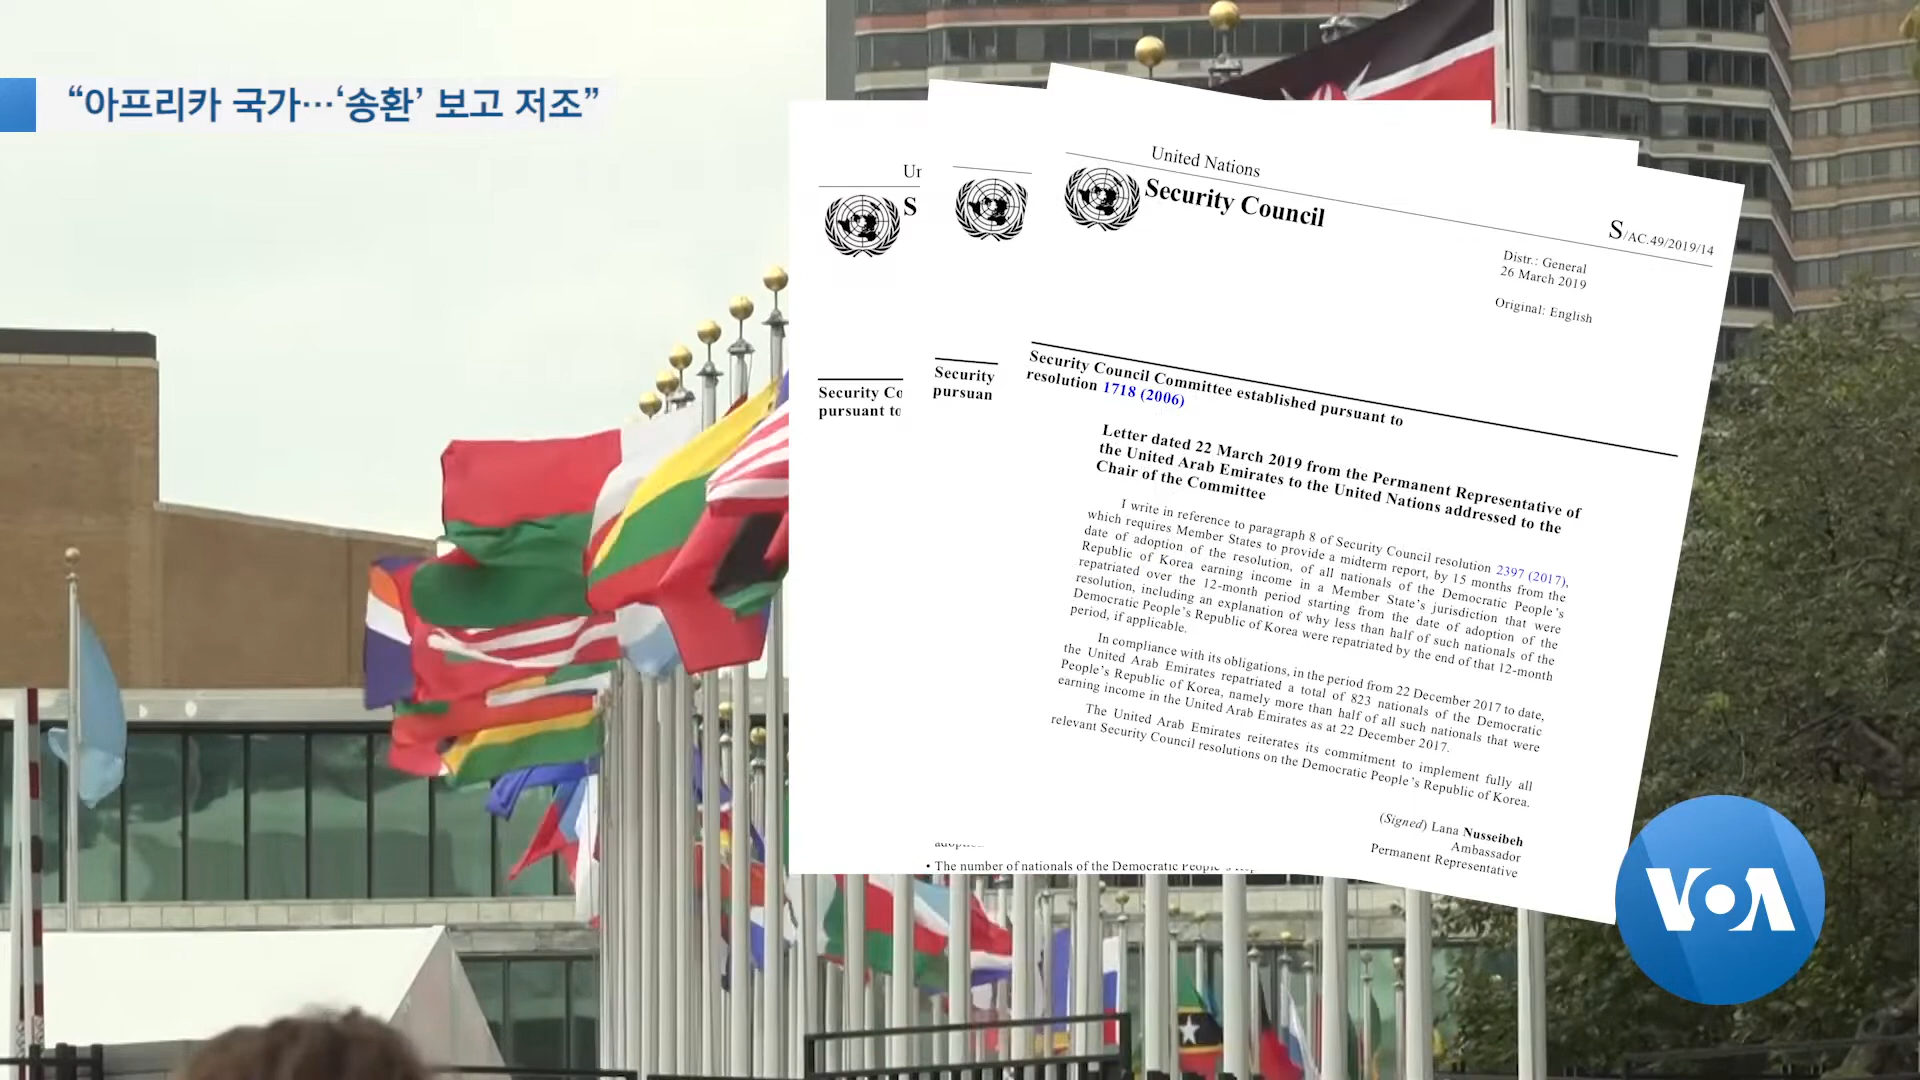 “아프리카 국가…‘송환’ 보고 저조”
United Nations
Security Council
S/AC.49/2019/14
Distr.: General
26 March 2019
Original: English
Security Council Committee established pursuant to
resolution 1718 (2006)
Letter dated 22 March 2019 from the Permanent Representative of
the United Arab Emirates to the United Nations addressed to the
Chair of the Committee
I write in reference to paragraph 8 of Security Council resolution 2397 (2017),
which requires Member States to provide a midterm report, by 15 months from the
date of adoption of the resolution, of all nationals of the Democratic People’s
Republic of Korea earning income in a Member State’s jurisdiction that were
repatriated over the 12-month period starting from the date of adoption of the
resolution, including an explanation of why less than half of such nationals of the
Democratic People’s Republic of Korea were repatriated by the end of that 12-month
period, if applicable.
In compliance with its obligations, in the period from 22 December 2017 to date,
the United Arab Emirates repatriated a total of 823 nationals of the Democratic
People’s Republic of Korea, namely more than half of all such nationals that were
earning income in the United Arab Emirates as at 22 December 2017.
The United Arab Emirates reiterates its commitment to implement fully all
relevant Security Council resolutions on the Democratic People’s Republic of Korea.
(Signed) Lana Nusseibeh
Ambassador
Permanent Representative
Security
pursuan
Un
S
Security Co
pursuant to
• The number of nationals of the Democratic People’s
VOA